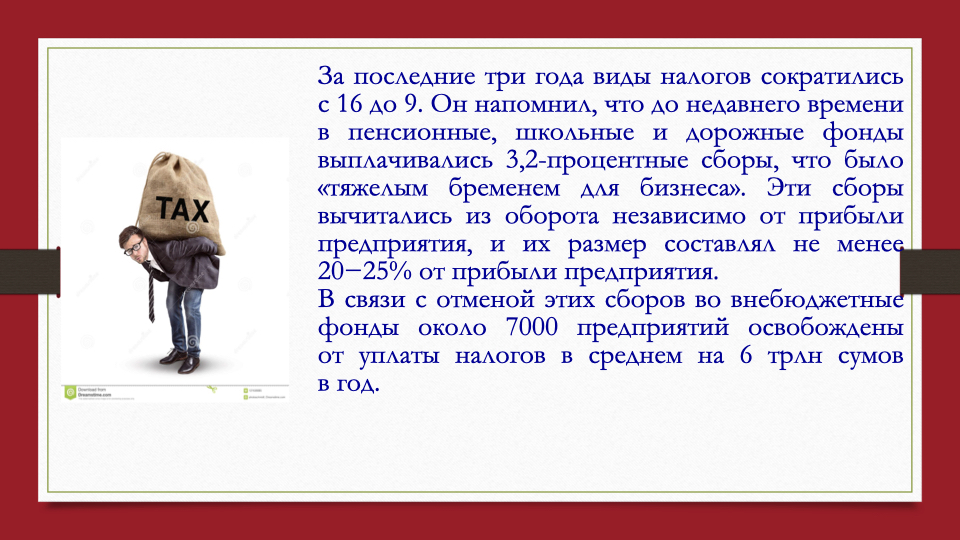 За последние три года виды налогов сократились
с 16 до 9. Он напомнил, что до недавнего времени
в пенсионные, школьные и дорожные фонды
выплачивались 3,2-процентные сборы, что было
«тяжелым бременем для бизнеса». Эти сборы
вычитались из оборота независимо от прибыли
предприятия, и их размер составлял не менее
20−25% от прибыли предприятия.
В связи с отменой этих сборов во внебюджетные
фонды около 7000 предприятий освобождены
от уплаты налогов в среднем на 6 трлн сумов
в год.
TAX
Download from
Dreamstime.com